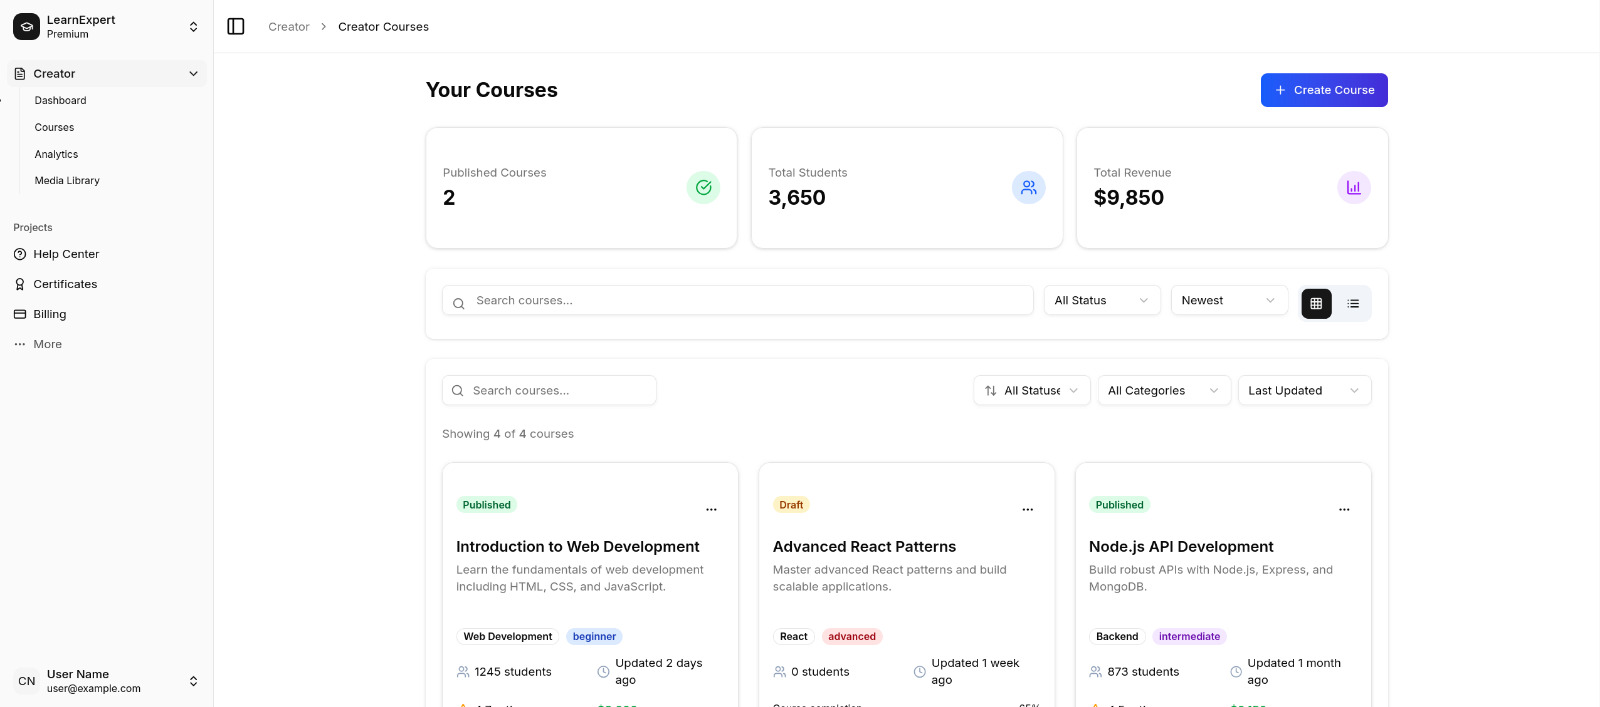 LearnExpert
Premium
Creator
Dashboard
Courses
Analytics
Media Library
Projects
Help Center
Certificates
Billing
More
CN
User Name
user@example.com
Creator > Creator Courses
Your Courses
Create Course
Published Courses
2
Total Students
3,650
Total Revenue
$9,850
Search courses...
All Status
Newest
Search courses...
All Statuse
All Categories
Last Updated
Showing 4 of 4 courses
Published
Introduction to Web Development
Learn the fundamentals of web development
including HTML, CSS, and JavaScript.
Web Development beginner
1245 students
Updated 2 days
ago
Draft
Advanced React Patterns
Master advanced React patterns and build
scalable applications.
React advanced
0 students
Updated 1 week
ago
Published
Node.js API Development
Build robust APIs with Node.js, Express, and
MongoDB.
Backend intermediate
873 students
Updated 1 month
ago